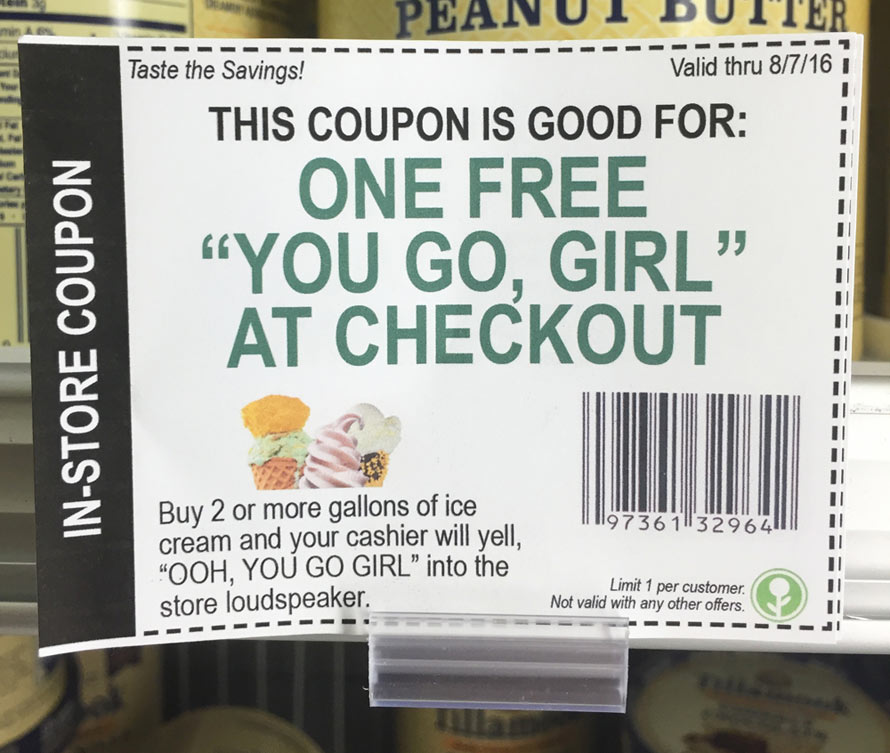 PEANUT BUTTER
Taste the Savings!
Valid thru 8/7/16
THIS COUPON IS GOOD FOR:
ONE FREE
“YOU GO, GIRL”
AT CHECKOUT
IN-STORE COUPON
Buy 2 or more gallons of ice
cream and your cashier will yell,
“OOH, YOU GO GIRL” into the
store loudspeaker.
97361 32964
Limit 1 per customer.
Not valid with any other offers.